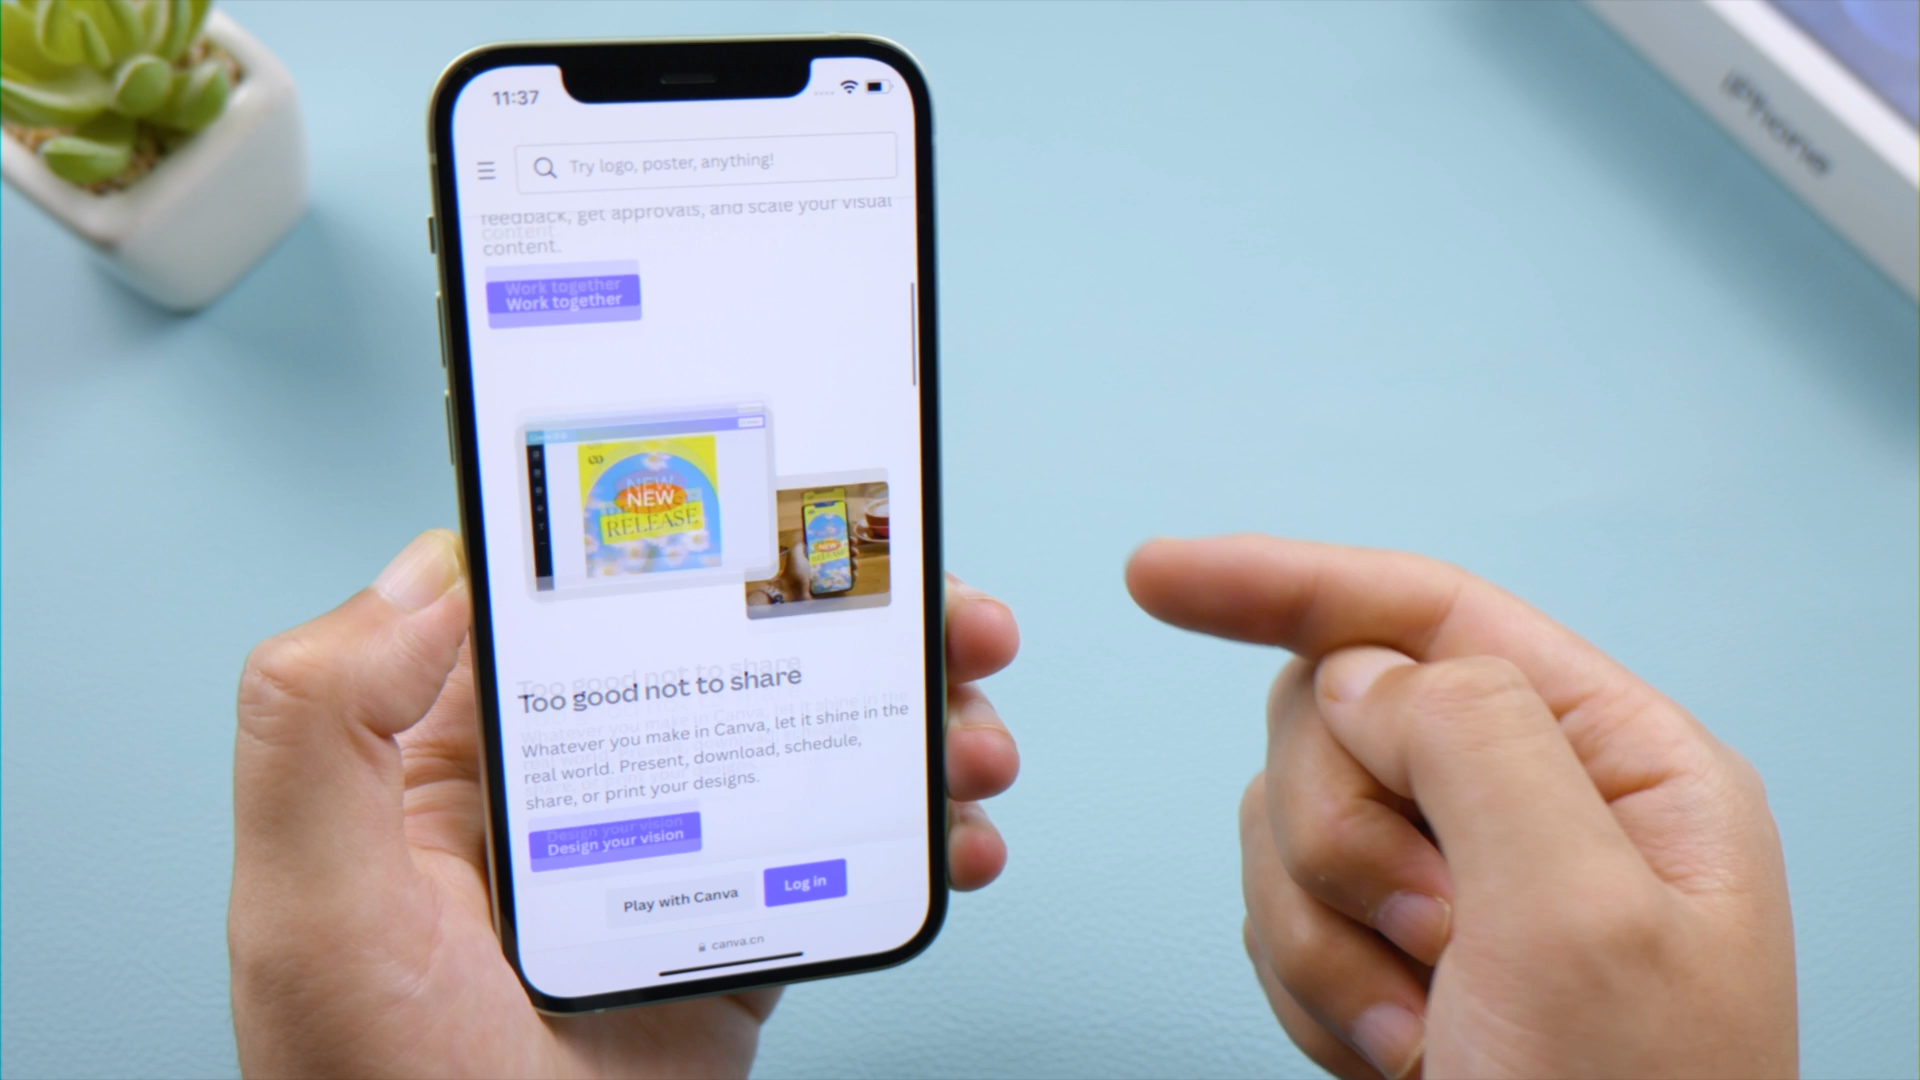 iPhone
11:37
Try logo, poster, anything!
feedback, get approvals, and scale your visual
content.
Work together
NEW
RELEASE
NEW
RELEASE
Too good not to share
Whatever you make in Canva, let it shine in the
real world. Present, download, schedule,
share, or print your designs.
Design your vision
Play with Canva
Log in
canva.cn